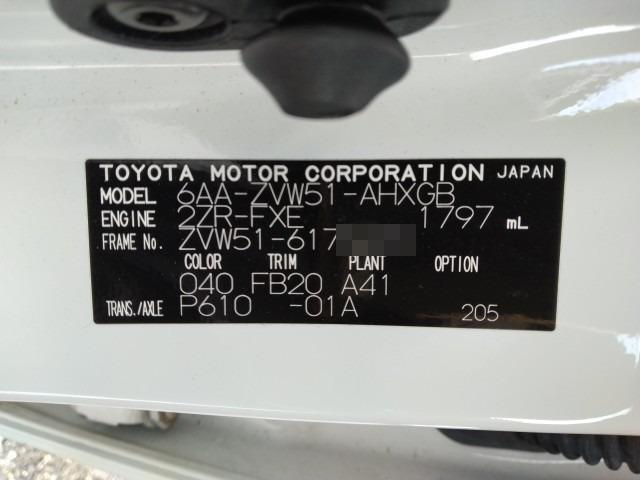 TOYOTA MOTOR CORPORATION JAPAN
MODEL 6AA-ZVW51-AHXGB
ENGINE 2ZR-FXE 1797 mL
FRAME No. ZVW51-617
COLOR TRIM PLANT OPTION
040 FB20 A41
TRANS./AXLE P610 -01A 205